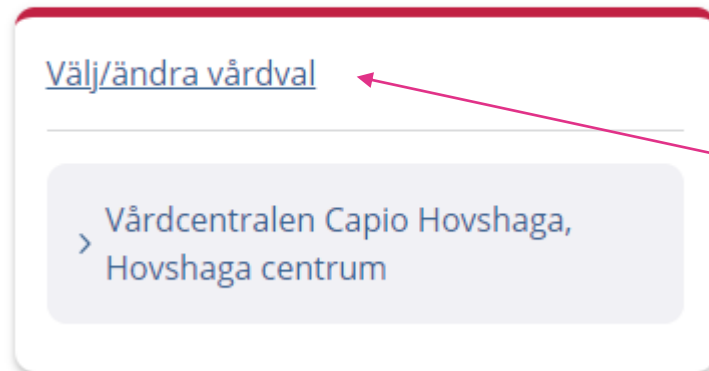 Välj/ändra vårdval
Vårdcentralen Capio Hovshaga,
Hovshaga centrum